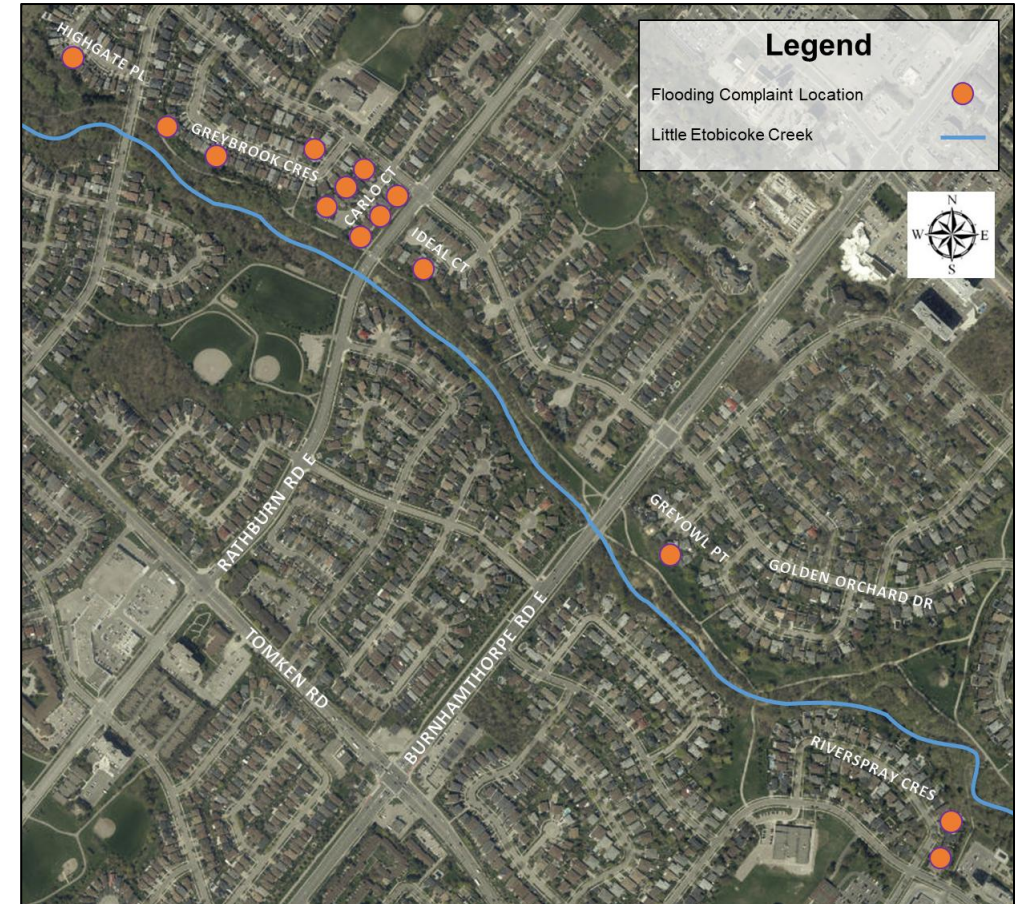 Legend
Flooding Complaint Location
Little Etobicoke Creek
N
W E
S
HIGHGATE PL
GREYBROOK CRES
CARLO CT
IDEAL CT
RATHBURN RD E
GREYOWL PT
GOLDEN ORCHARD DR
TOMKEN RD
BURNHAMTHORPE RD E
RIVERSPRAY CRES